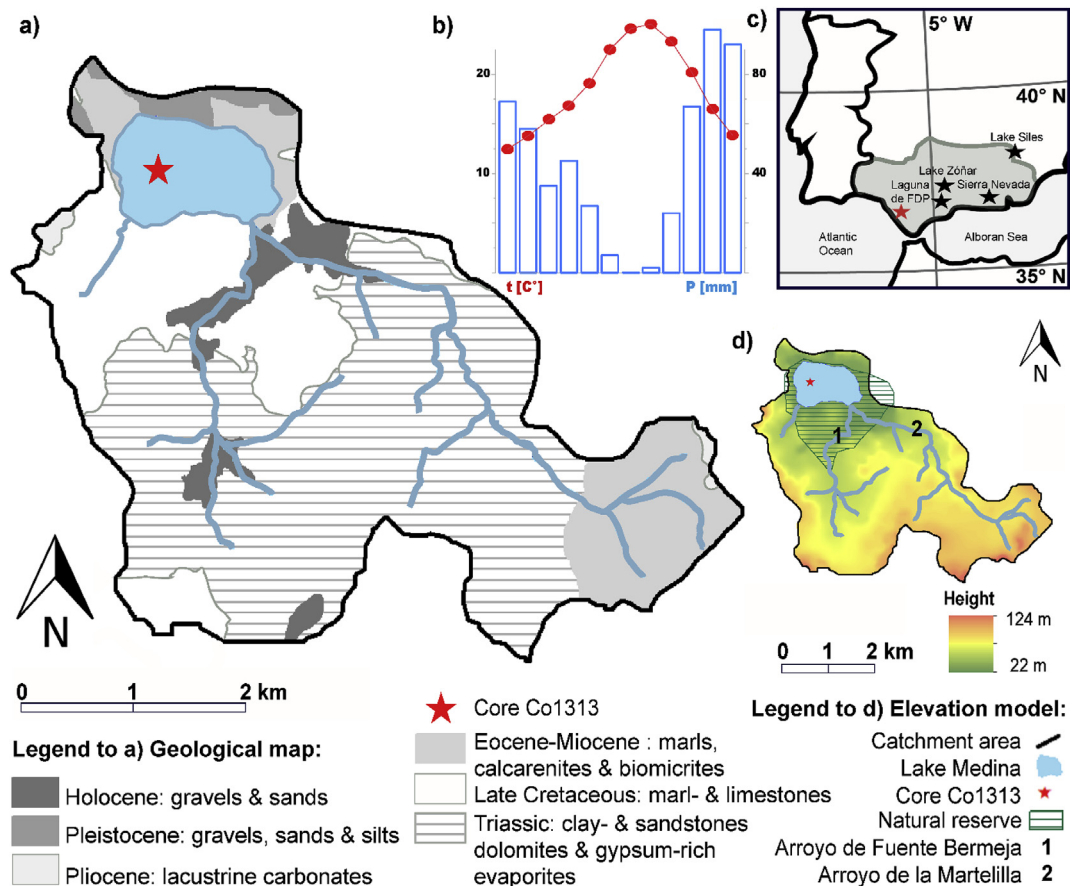 a)
b)
c)
20
10
80
40
t [C°]
P [mm]
5° W
40° N
Lake Siles
Lake Zóñar
Laguna
de FDP
Sierra Nevada
Atlantic
Ocean
Alboran Sea
35° N
d)
N
1
2
N
Height
124 m
22 m
0 1 2 km
0 1 2 km
Core Co1313
Legend to a) Geological map:
Holocene: gravels & sands
Pleistocene: gravels, sands & silts
Pliocene: lacustrine carbonates
Eocene-Miocene : marls,
calcarenites & biomicrites
Late Cretaceous: marl- & limestones
Triassic: clay- & sandstones
dolomites & gypsum-rich
evaporites
Legend to d) Elevation model:
Catchment area
Lake Medina
Core Co1313
Natural reserve
Arroyo de Fuente Bermeja 1
Arroyo de la Martelilla 2